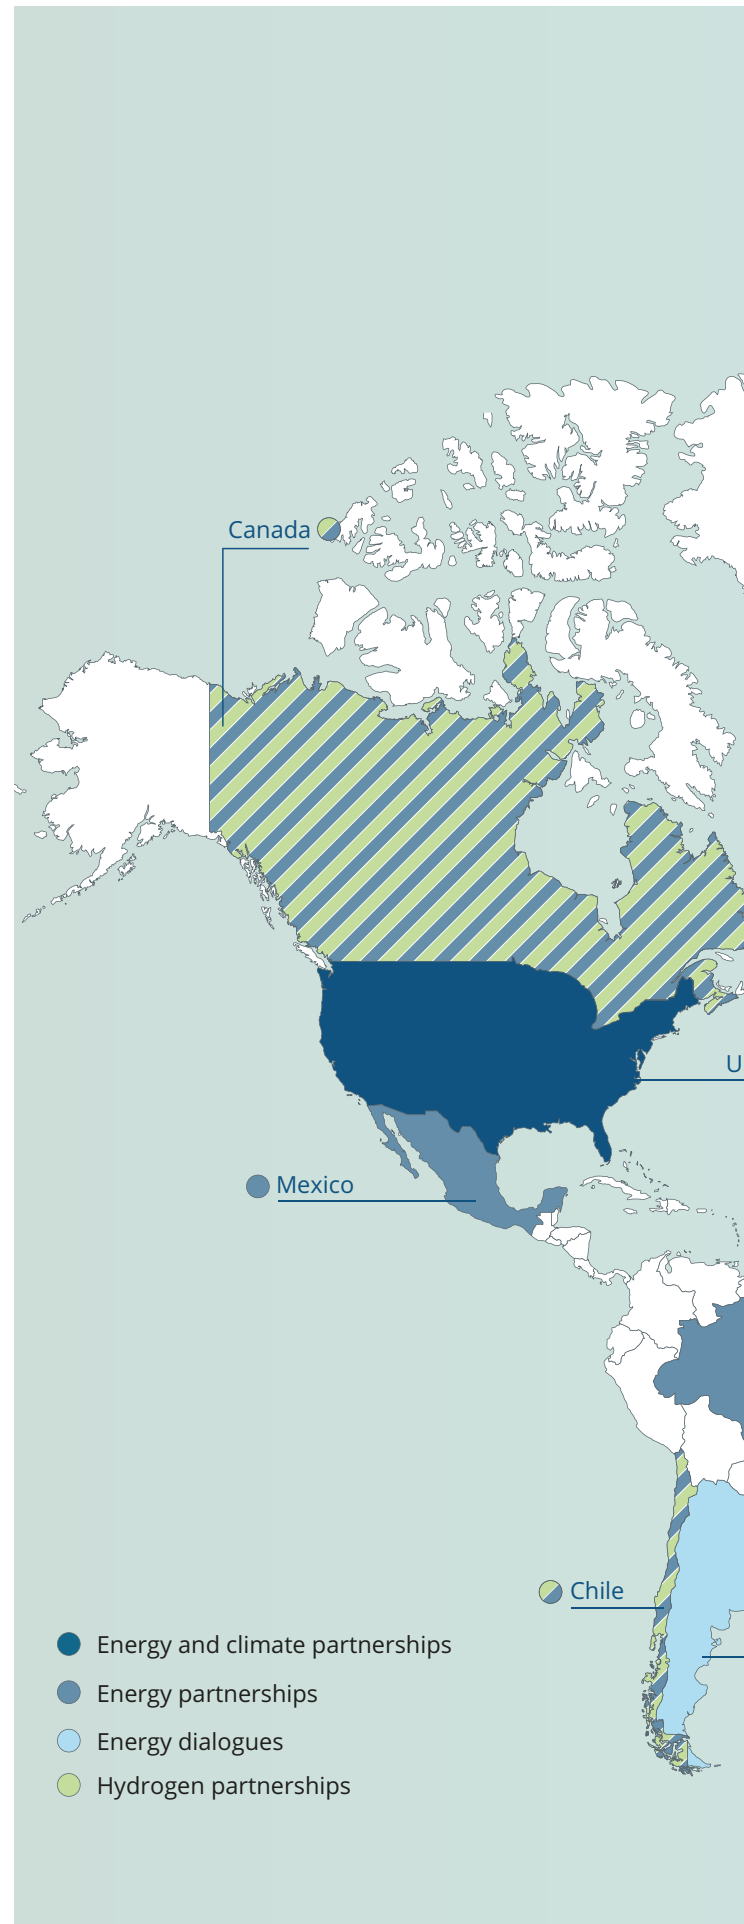 Canada
U
Mexico
Chile
Energy and climate partnerships
Energy partnerships
Energy dialogues
Hydrogen partnerships